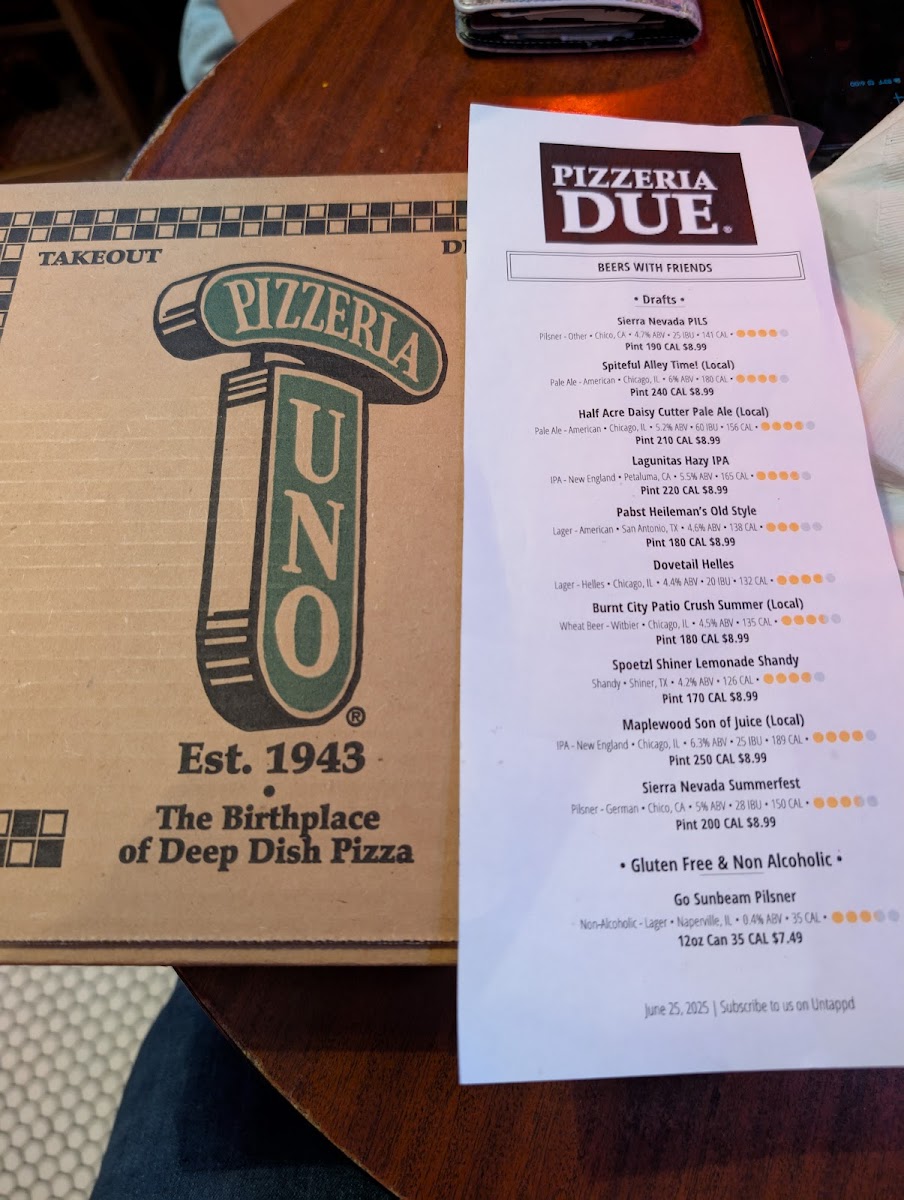 TAKEOUT
PIZZERIA
UNO
®
Est. 1943
•
The Birthplace
of Deep Dish Pizza
PIZZERIA
DUE®
BEERS WITH FRIENDS
• Drafts •
Sierra Nevada PILS
Pilsner - Other • Chico, CA • 4.7% ABV • 25 IBU • 141 CAL •
Pint 190 CAL $8.99
Spiteful Alley Time! (Local)
Pale Ale - American • Chicago, IL • 6% ABV • 180 CAL •
Pint 240 CAL $8.99
Half Acre Daisy Cutter Pale Ale (Local)
Pale Ale - American • Chicago, IL • 5.2% ABV • 60 IBU • 156 CAL •
Pint 210 CAL $8.99
Lagunitas Hazy IPA
IPA - New England • Petaluma, CA • 5.5% ABV • 165 CAL •
Pint 220 CAL $8.99
Pabst Heileman's Old Style
Lager - American • San Antonio, TX • 4.6% ABV • 138 CAL •
Pint 180 CAL $8.99
Dovetail Helles
Lager - Helles • Chicago, IL • 4.4% ABV • 20 IBU • 132 CAL •
Burnt City Patio Crush Summer (Local)
Wheat Beer - Witbier • Chicago, IL • 4.5% ABV • 135 CAL •
Pint 180 CAL $8.99
Spoetzl Shiner Lemonade Shandy
Shandy • Shiner, TX • 4.2% ABV • 126 CAL •
Pint 170 CAL $8.99
Maplewood Son of Juice (Local)
IPA - New England • Chicago, IL • 6.3% ABV • 25 IBU • 189 CAL •
Pint 250 CAL $8.99
Sierra Nevada Summerfest
Pilsner - German • Chico, CA • 5% ABV • 28 IBU • 150 CAL •
Pint 200 CAL $8.99
• Gluten Free & Non Alcoholic •
Go Sunbeam Pilsner
Non-Alcoholic - Lager • Naperville, IL • 0.4% ABV • 35 CAL •
12oz Can 35 CAL $7.49
June 25, 2025 | Subscribe to us on Untappd